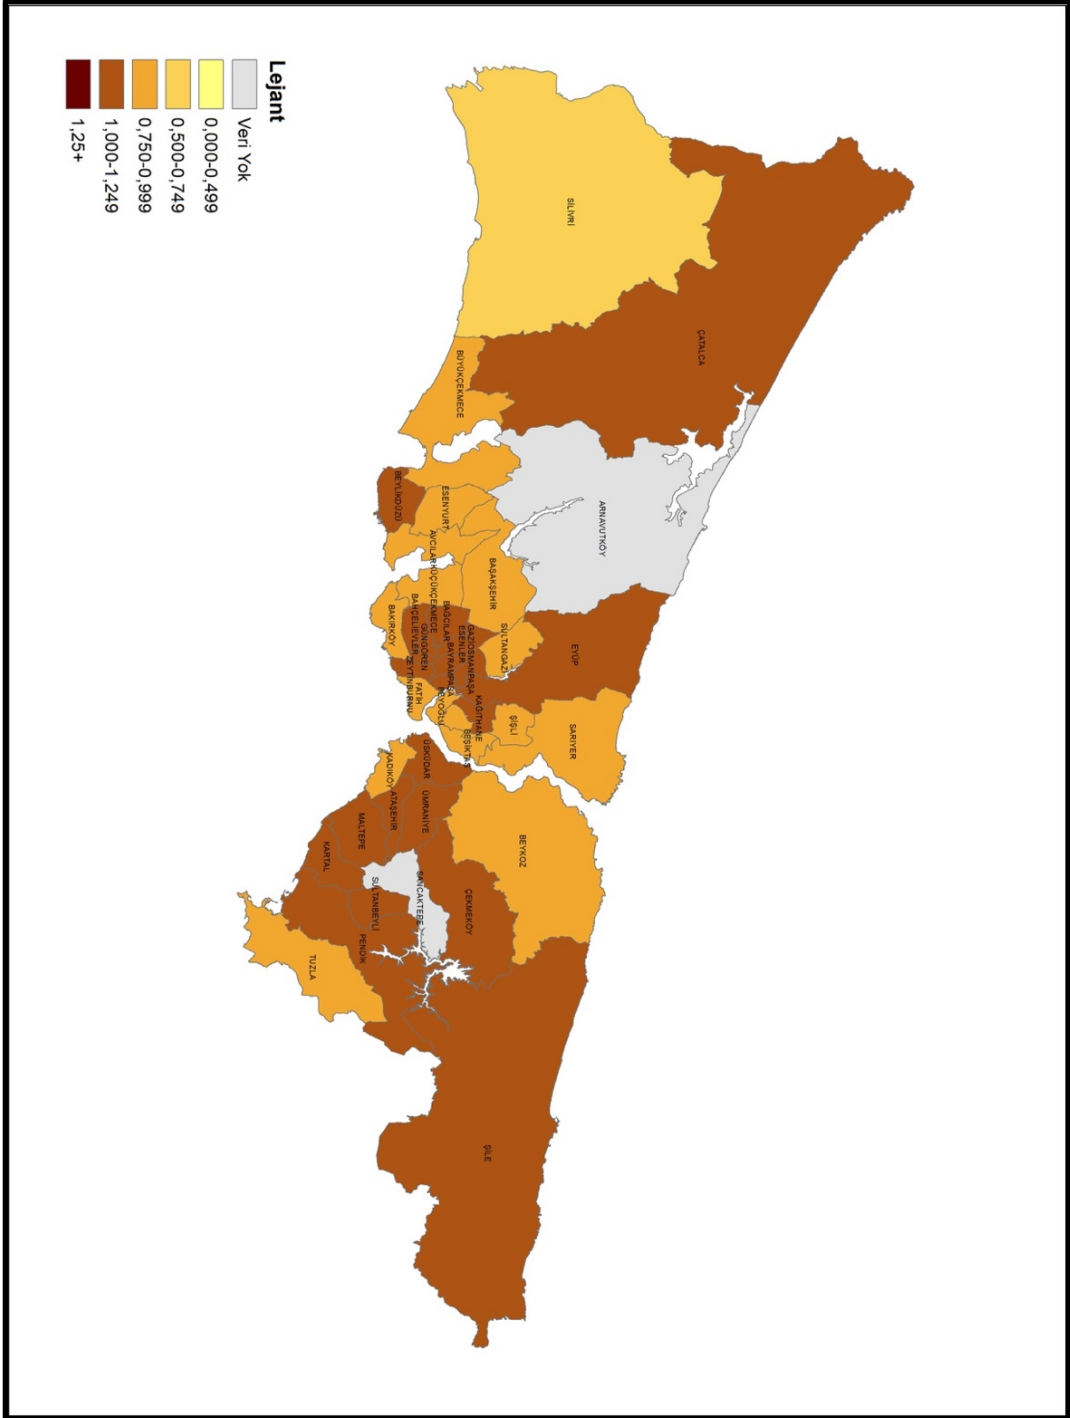 Lejant
Veri Yok
0,000-0,499
0,500-0,749
0,750-0,999
1,000-1,249
1,25+
SİLİVRİ
ÇATALCA
BÜYÜKÇEKMECE
ARNAVUTKÖY
BEYLİKDÜZÜ
ESENYURT
AVCILAR
KÜÇÜKÇEKMECE
BAŞAKŞEHİR
BAKIRKÖY
BAHÇELİEVLER
BAĞCILAR
GÜNGÖREN
ESENLER
GAZİOSMANPAŞA
SULTANGAZİ
BAYRAMPAŞA
ZEYTİNBURNU
FATİH
EYÜP
BEYOĞLU
KAĞITHANE
ŞİŞLİ
BEŞİKTAŞ
SARIYER
ÜSKÜDAR
KADIKÖY
ATAŞEHİR
ÜMRANİYE
BEYKOZ
MALTEPE
KARTAL
SULTANBEYLİ
SANCAKTEPE
ÇEKMEKÖY
PENDİK
TUZLA
ŞİLE